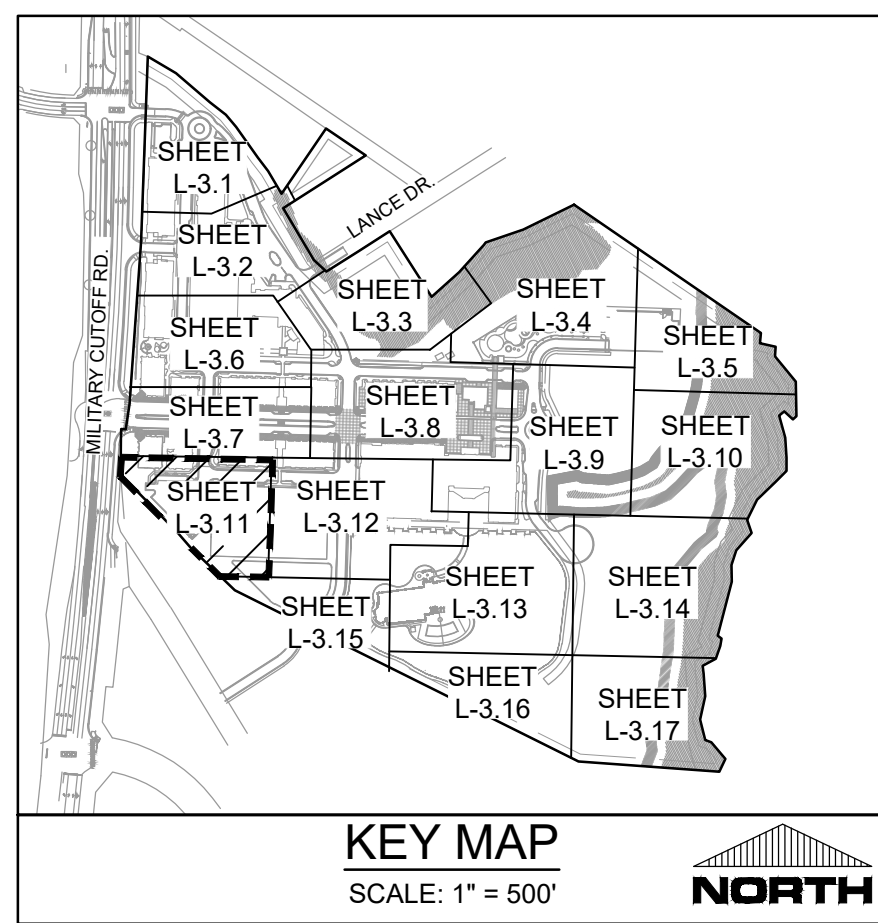 SHEET
L-3.1
LANCE DR.
SHEET
L-3.2
MILITARY CUTOFF RD.
SHEET
L-3.3
SHEET
L-3.4
SHEET
L-3.5
SHEET
L-3.6
SHEET
L-3.7
SHEET
L-3.8
SHEET
L-3.9
SHEET
L-3.10
SHEET
L-3.11
SHEET
L-3.12
SHEET
L-3.13
SHEET
L-3.14
SHEET
L-3.15
SHEET
L-3.16
SHEET
L-3.17
KEY MAP
SCALE: 1" = 500'
NORTH